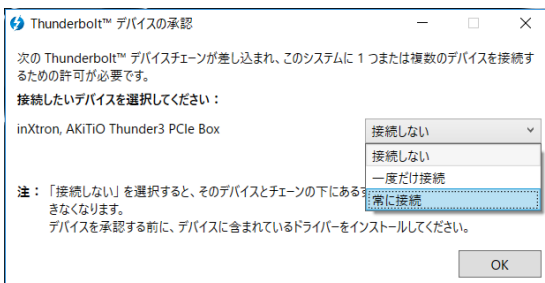 Thunderbolt™ デバイスの承認
次の Thunderbolt™ デバイスチェーンが差し込まれ、このシステムに 1 つまたは複数のデバイスを接続す
るための許可が必要です。
接続したいデバイスを選択してください：
inXtron, AKiTiO Thunder3 PCIe Box
接続しない
接続しない
一度だけ接続
常に接続
注： 「接続しない」を選択すると、そのデバイスとチェーンの下にある
きなくなります。
デバイスを承認する前に、デバイスに含まれているドライバーをインストールしてください。
OK